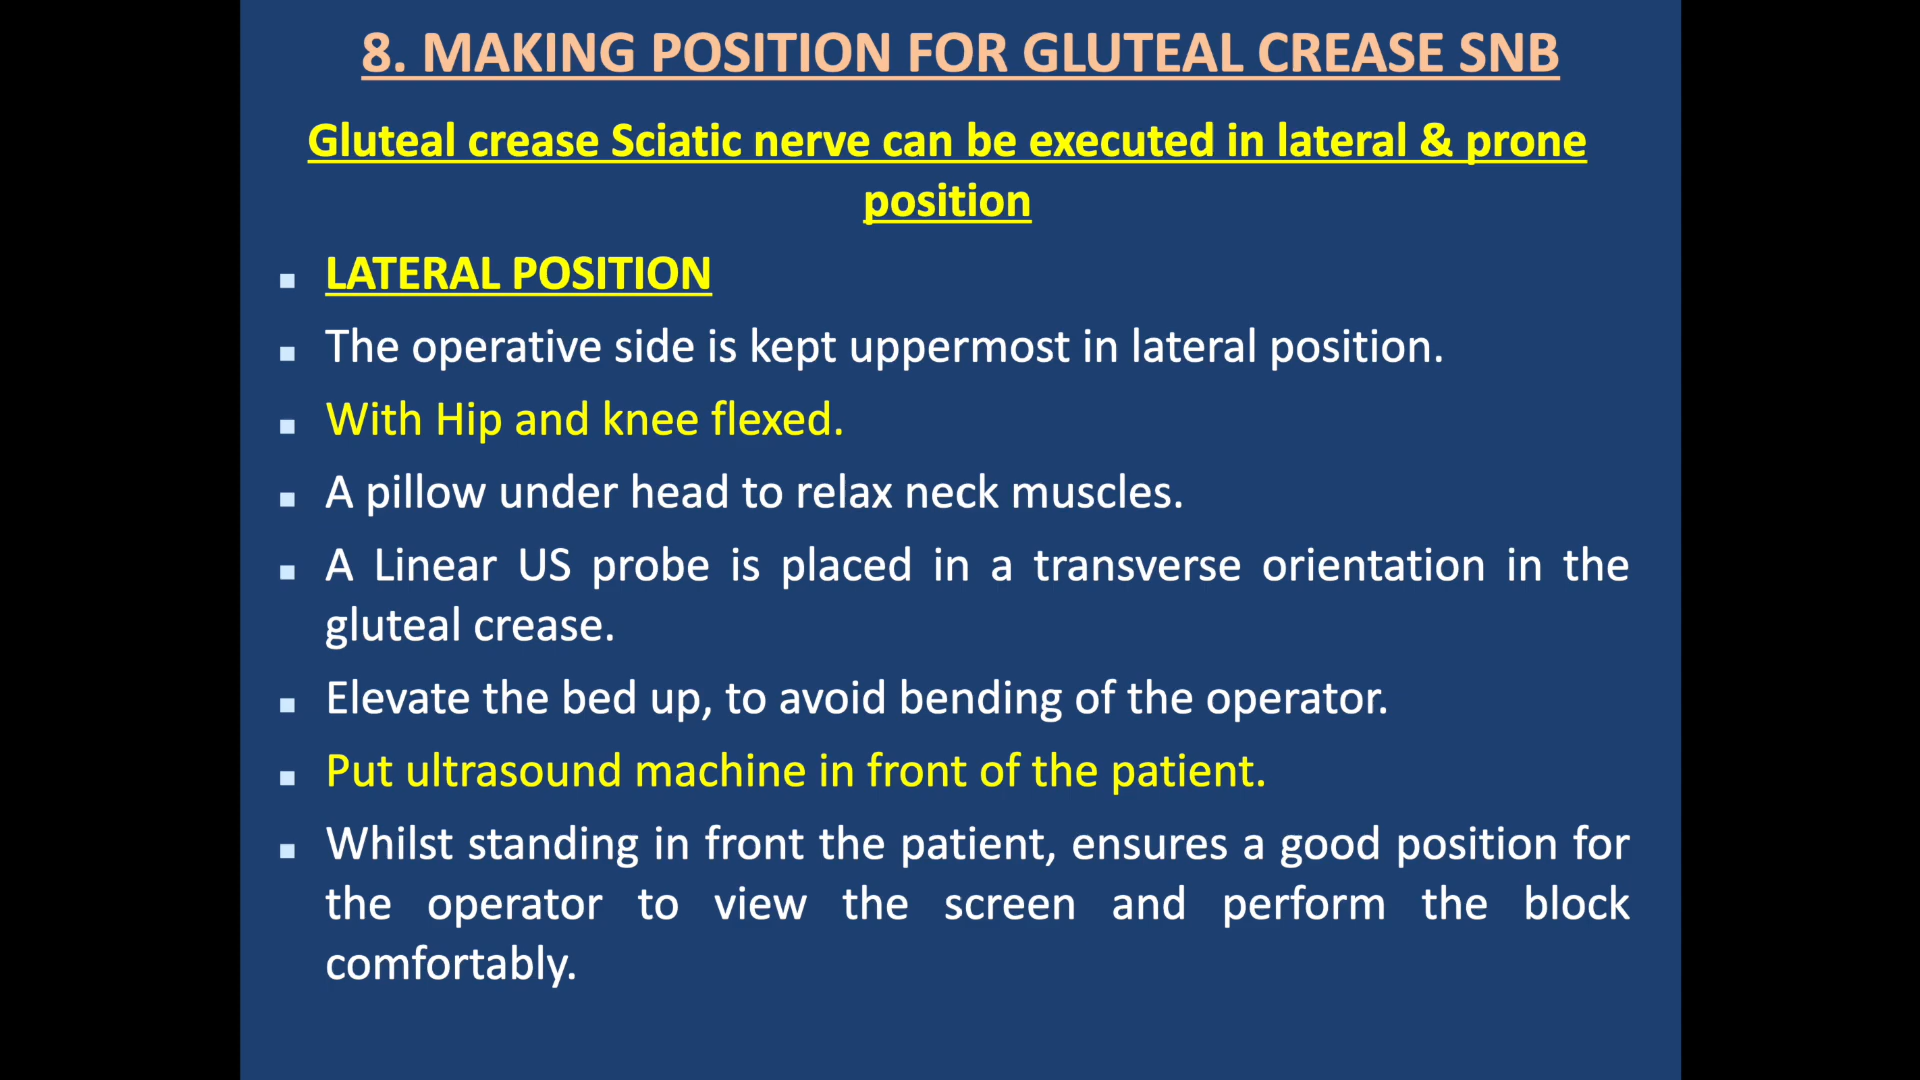 8. MAKING POSITION FOR GLUTEAL CREASE SNB
Gluteal crease Sciatic nerve can be executed in lateral & prone
position
LATERAL POSITION
The operative side is kept uppermost in lateral position.
With Hip and knee flexed.
A pillow under head to relax neck muscles.
A Linear US probe is placed in a transverse orientation in the
gluteal crease.
Elevate the bed up, to avoid bending of the operator.
Put ultrasound machine in front of the patient.
Whilst standing in front the patient, ensures a good position for
the operator to view the screen and perform the block
comfortably.